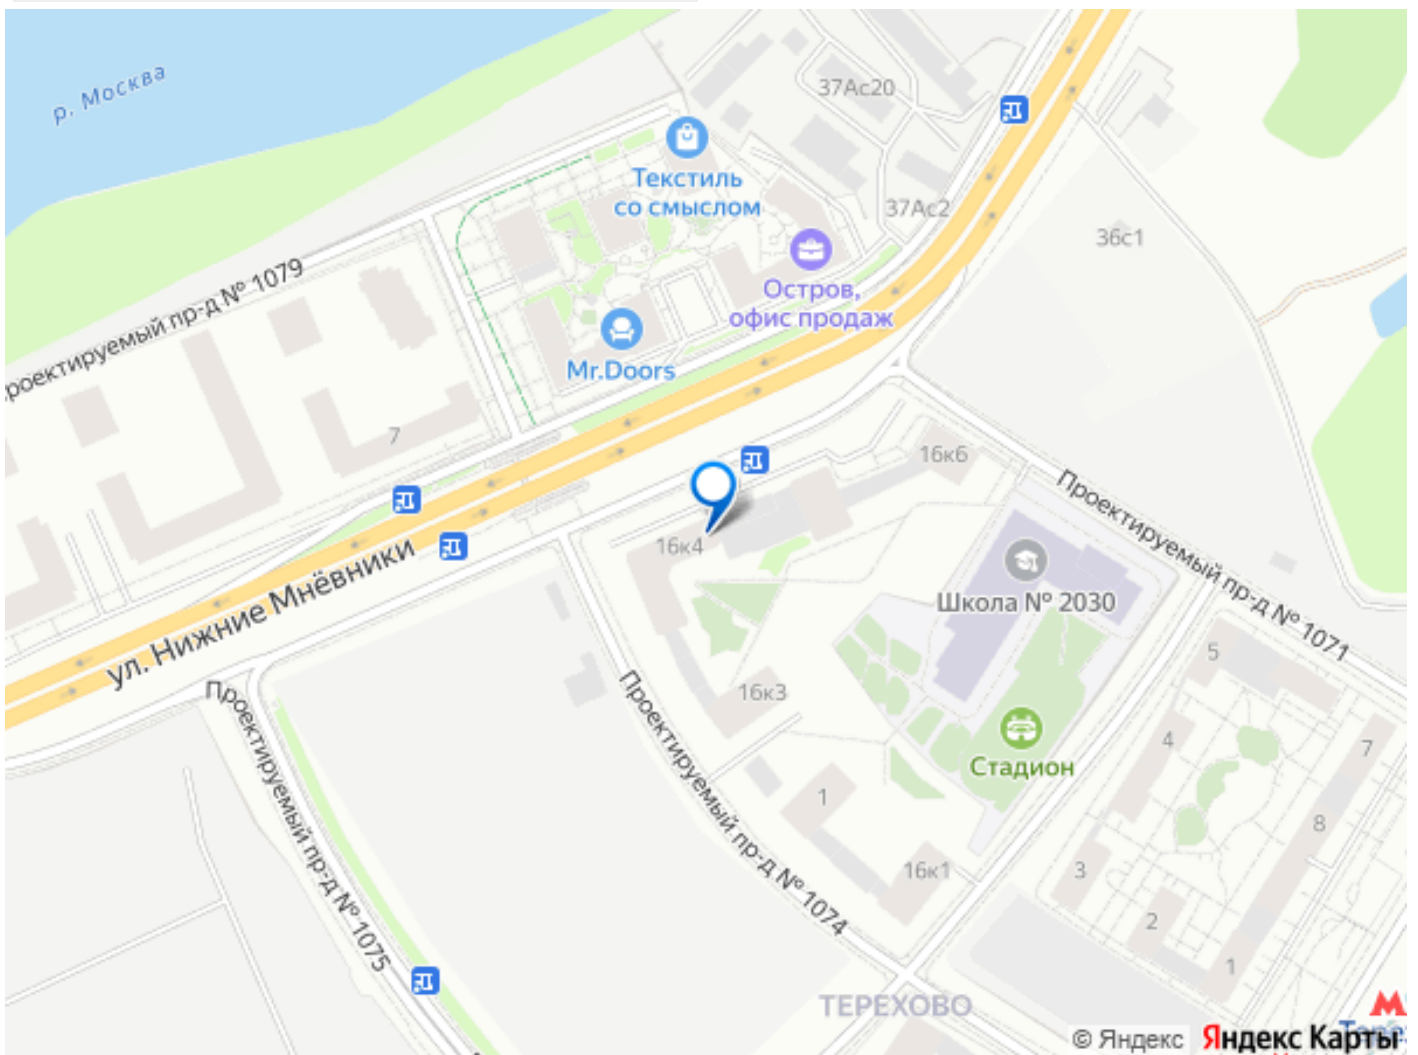 р. Москва
37Ас20
Текстиль
со смыслом
37Ас2
36с1
Остров,
офис продаж
Проектируемый пр-д № 1079
Mr.Doors
7
16к6
Проектируемый пр-д № 1071
16к4
ул. Нижние Мнёвники
Школа № 2030
5
Проектируемый пр-д № 1075
Проектируемый пр-д № 1074
16к3
Стадион
4
7
1
8
16к1
3
2
1
ТЕРЕХОВО
© Яндекс
Яндекс Карты